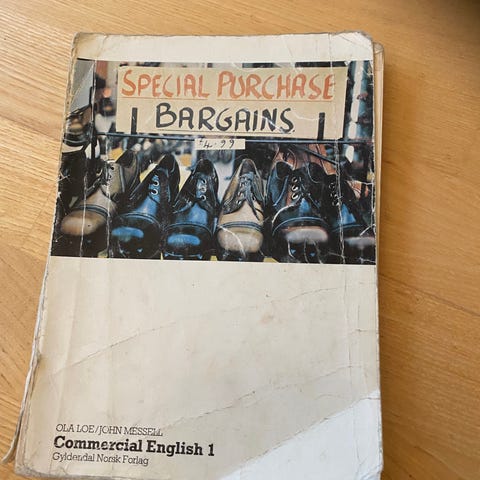 SPECIAL PURCHASE
BARGAINS
£4.99
OLA LOE/JOHN MESSELL
Commercial English 1
Gyldendal Norsk Forlag